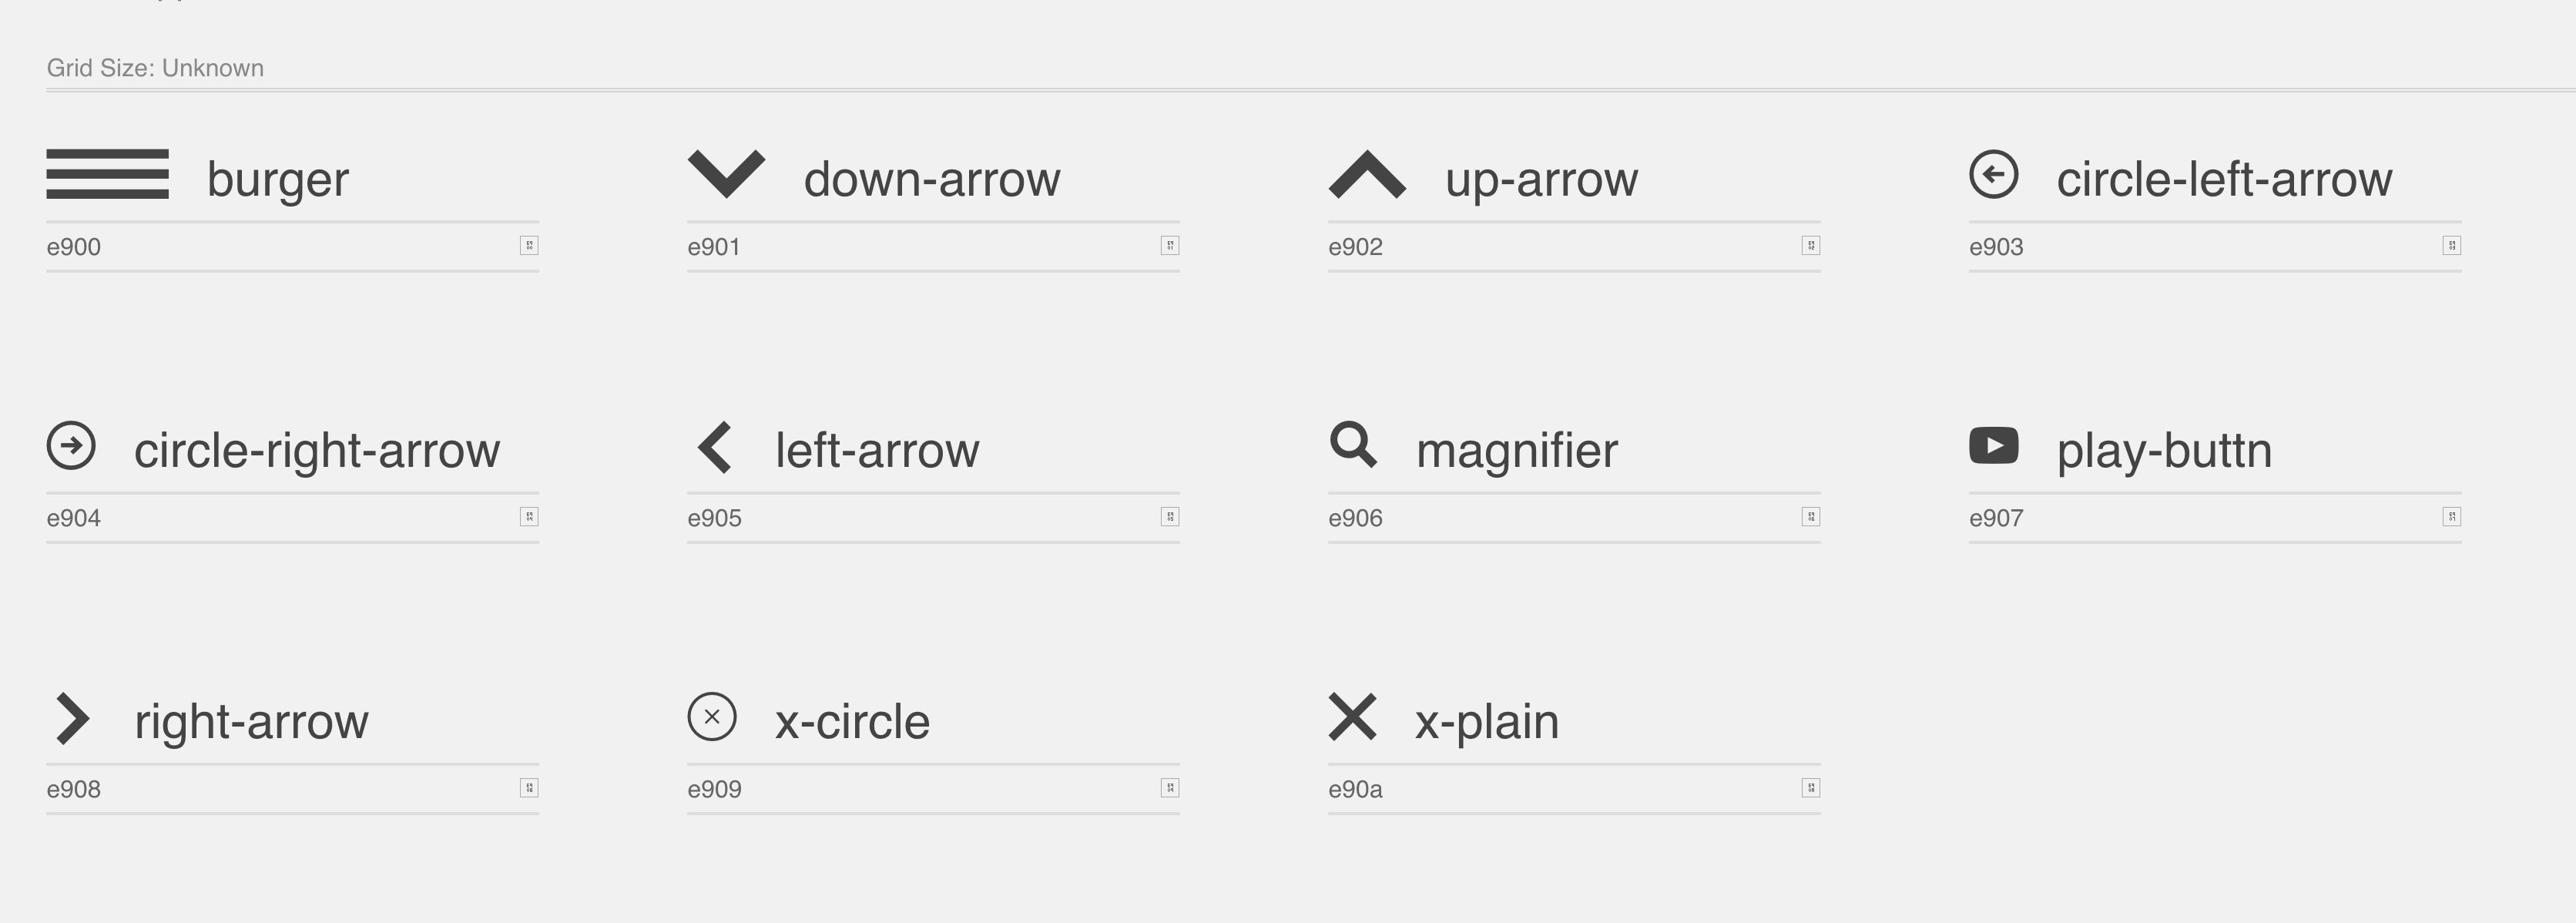 Grid Size: Unknown
burger
down-arrow
up-arrow
circle-left-arrow
e900
e901
e902
e903
circle-right-arrow
left-arrow
magnifier
play-buttn
e904
e905
e906
e907
right-arrow
x-circle
x-plain
e908
e909
e90a